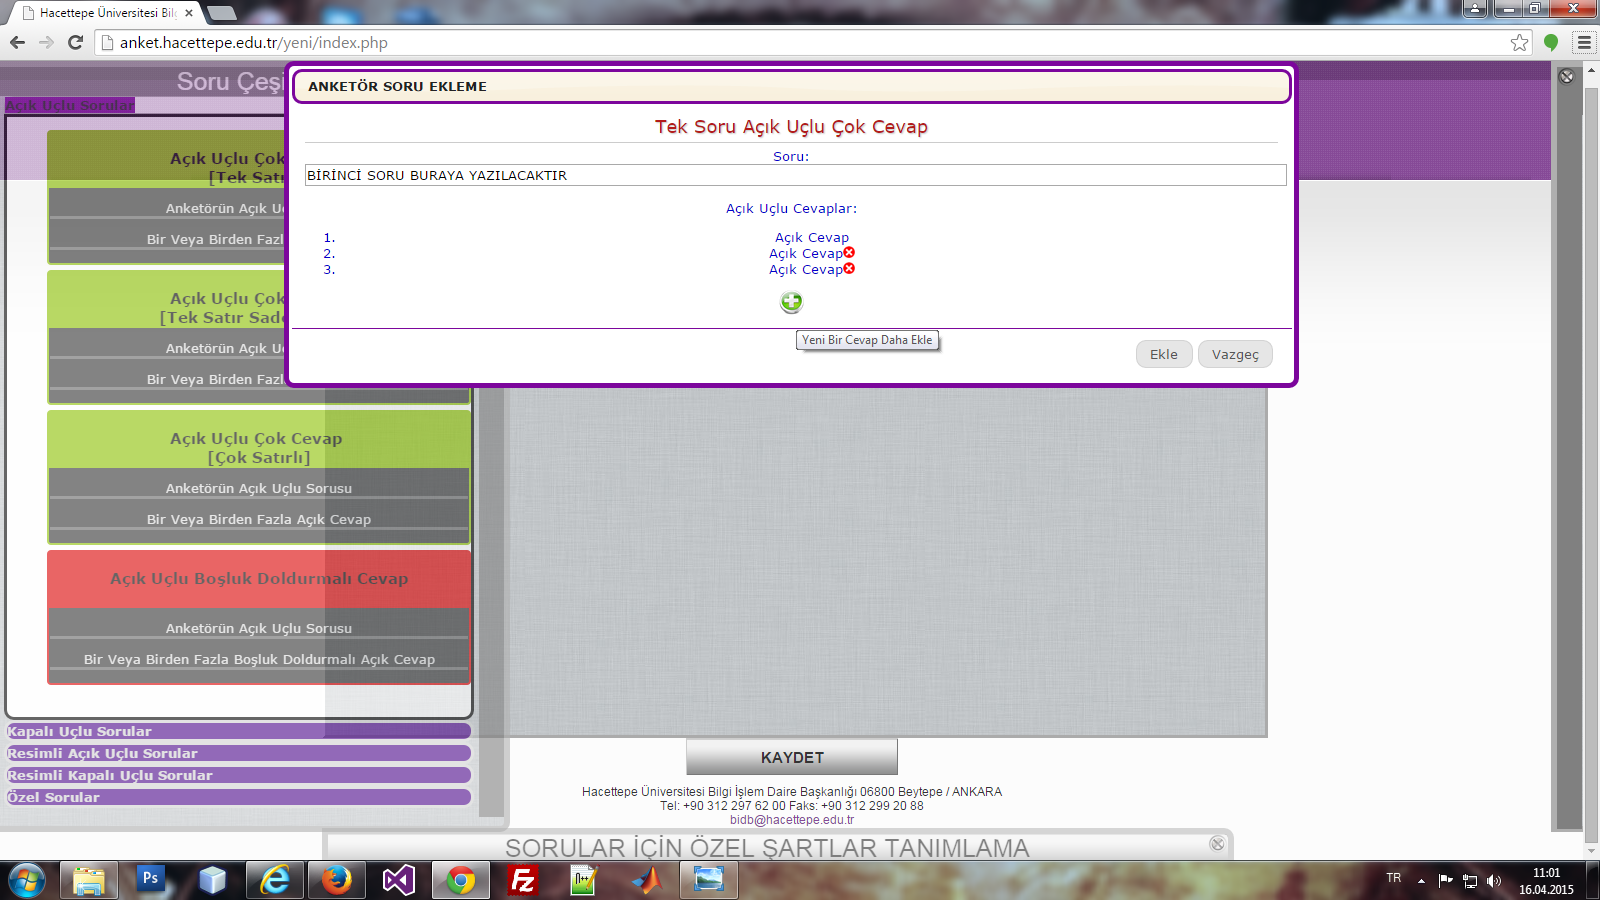 Hacettepe Üniversitesi Bilg
anket.hacettepe.edu.tr/yeni/index.php
Soru Çeşi
Açık Uçlu Sorular
Açık Uçlu Çok
[Tek Satır
Anketörün Açık Uç
Bir Veya Birden Fazl
Açık Uçlu Çok
[Tek Satır Sade
Anketörün Açık Uç
Bir Veya Birden Fazl
Açık Uçlu Çok Cevap
[Çok Satırlı]
Anketörün Açık Uçlu Sorusu
Bir Veya Birden Fazla Açık Cevap
Açık Uçlu Boşluk Doldurmalı Cevap
Anketörün Açık Uçlu Sorusu
Bir Veya Birden Fazla Boşluk Doldurmalı Açık Cevap
Kapalı Uçlu Sorular
Resimli Açık Uçlu Sorular
Resimli Kapalı Uçlu Sorular
Özel Sorular
ANKETÖR SORU EKLEME
Tek Soru Açık Uçlu Çok Cevap
Soru:
BİRİNCİ SORU BURAYA YAZILACAKTIR
Açık Uçlu Cevaplar:
1. Açık Cevap
2. Açık Cevap
3. Açık Cevap
Yeni Bir Cevap Daha Ekle
Ekle Vazgeç
KAYDET
Hacettepe Üniversitesi Bilgi İşlem Daire Başkanlığı 06800 Beytepe / ANKARA
Tel: +90 312 297 62 00 Faks: +90 312 299 20 88
bidb@hacettepe.edu.tr
SORULAR İÇİN ÖZEL ŞARTLAR TANIMLAMA
Ps
Fz
TR
11:01
16.04.2015